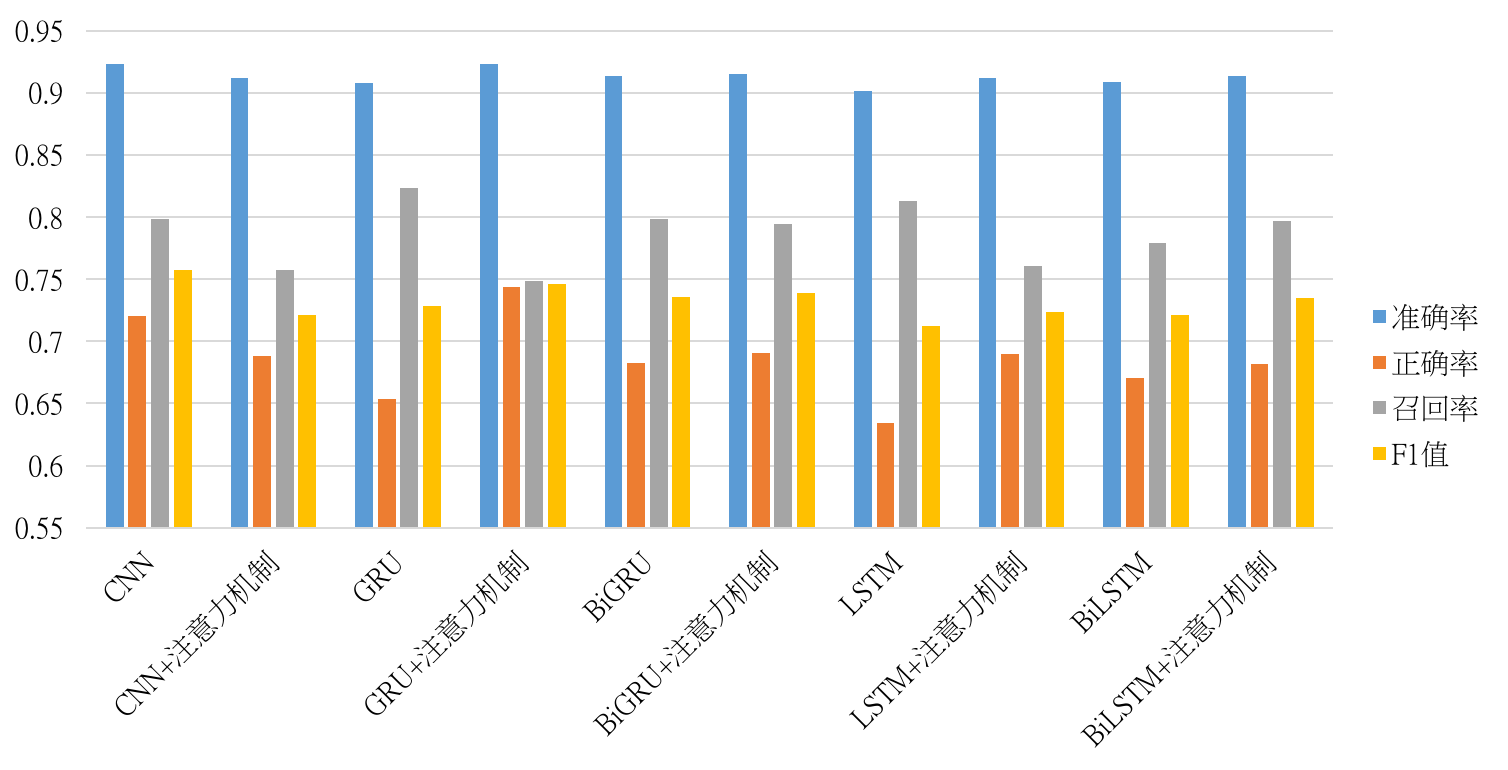 0.95
0.9
0.85
0.8
0.75
0.7
0.65
0.6
0.55
CNN
CNN+注意力机制
GRU
GRU+注意力机制
BiGRU
BiGRU+注意力机制
LSTM
LSTM+注意力机制
BiLSTM
BiLSTM+注意力机制
准确率
正确率
召回率
F1值